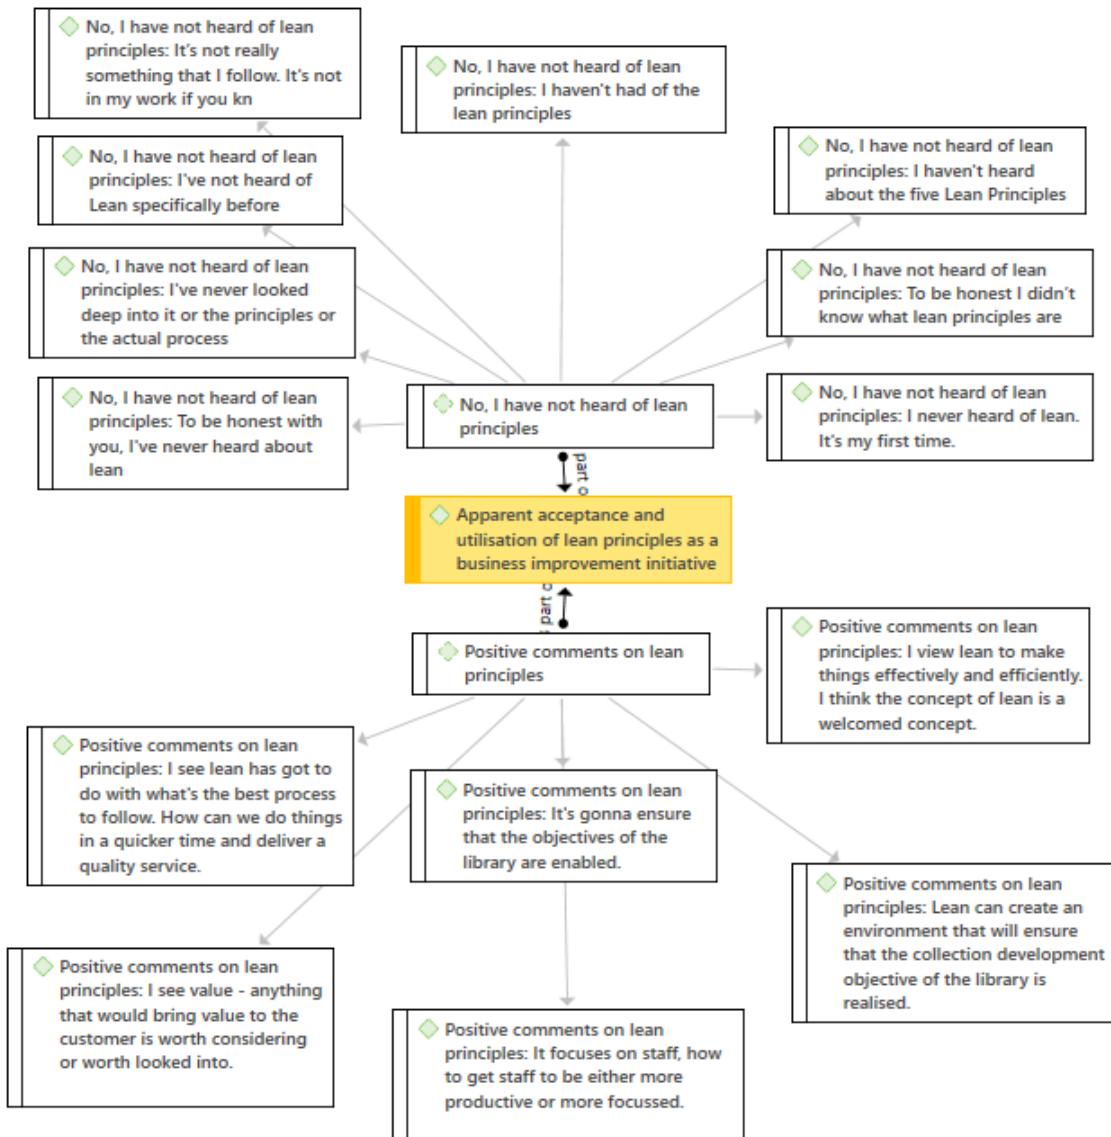 No, I have not heard of lean
principles: It's not really
something that I follow. It's not
in my work if you kn
No, I have not heard of lean
principles: I haven't had of the
lean principles
No, I have not heard of lean
principles: I haven't heard
about the five Lean Principles
No, I have not heard of lean
principles: I've not heard of
Lean specifically before
No, I have not heard of lean
principles: I've never looked
deep into it or the principles or
the actual process
No, I have not heard of lean
principles: To be honest I didn't
know what lean principles are
No, I have not heard of lean
principles: To be honest with
you, I've never heard about
lean
No, I have not heard of lean
principles
No, I have not heard of lean
principles: I never heard of lean.
It's my first time.
part o
Apparent acceptance and
utilisation of lean principles as a
business improvement initiative
part o
Positive comments on lean
principles
Positive comments on lean
principles: I view lean to make
things effectively and efficiently.
I think the concept of lean is a
welcomed concept.
Positive comments on lean
principles: I see lean has got to
do with what's the best process
to follow. How can we do things
in a quicker time and deliver a
quality service.
Positive comments on lean
principles: It's gonna ensure
that the objectives of the
library are enabled.
Positive comments on lean
principles: Lean can create an
environment that will ensure
that the collection development
objective of the library is
realised.
Positive comments on lean
principles: I see value - anything
that would bring value to the
customer is worth considering
or worth looked into.
Positive comments on lean
principles: It focuses on staff, how
to get staff to be either more
productive or more focussed.